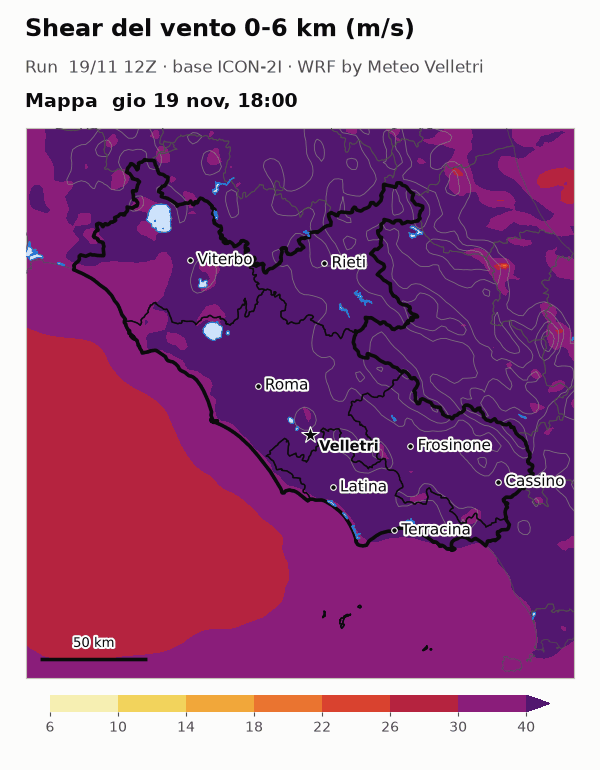 Shear del vento 0-6 km (m/s)
Run  19/11 12Z · base ICON-2I · WRF by Meteo Velletri
Mappa  gio 19 nov, 18:00
Viterbo
Rieti
Roma
Velletri
Frosinone
Cassino
Latina
Terracina
50 km
6 10 14 18 22 26 30 40